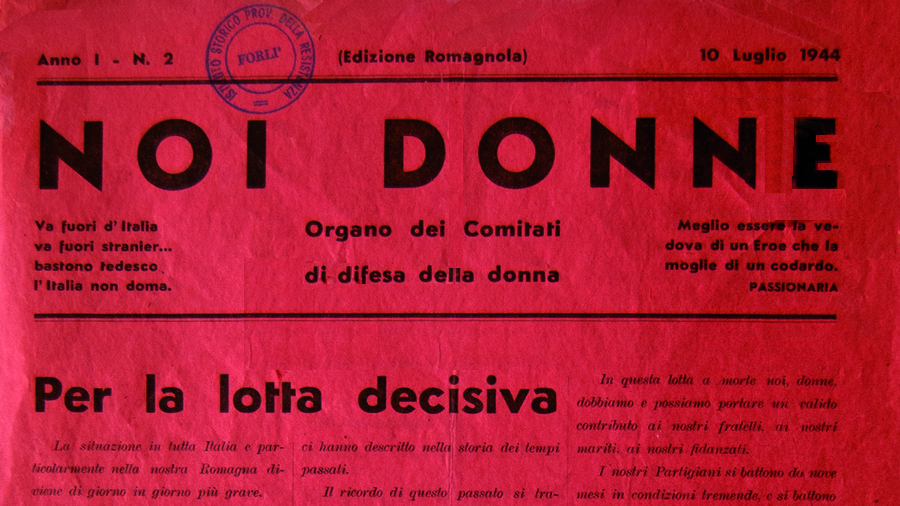 Anno I - N. 2
(Edizione Romagnola)
10 Luglio 1944
ISTITUTO STORICO PROV. DELLA RESISTENZA
FORLI'
NOI DONNE
Va fuori d'Italia
va fuori stranier...
bastono tedesco
l'Italia non doma.
Organo dei Comitati
di difesa della donna
Meglio essere la ve-
dova di un Eroe che la
moglie di un codardo.
PASSIONARIA
Per la lotta decisiva
La situazione in tutta Italia e par-
ticolarmente nella nostra Romagna di-
viene di giorno in giorno più grave.
ci hanno descritto nella storia dei tempi
passati.
Il ricordo di questo passato si tra-
In questa lotta a morte noi, donne,
dobbiamo e possiamo portare un valido
contributo ai nostri fratelli, ai nostri
mariti, ai nostri fidanzati.
I nostri Partigiani si battono da nove
mesi in condizioni tremende, e si battono